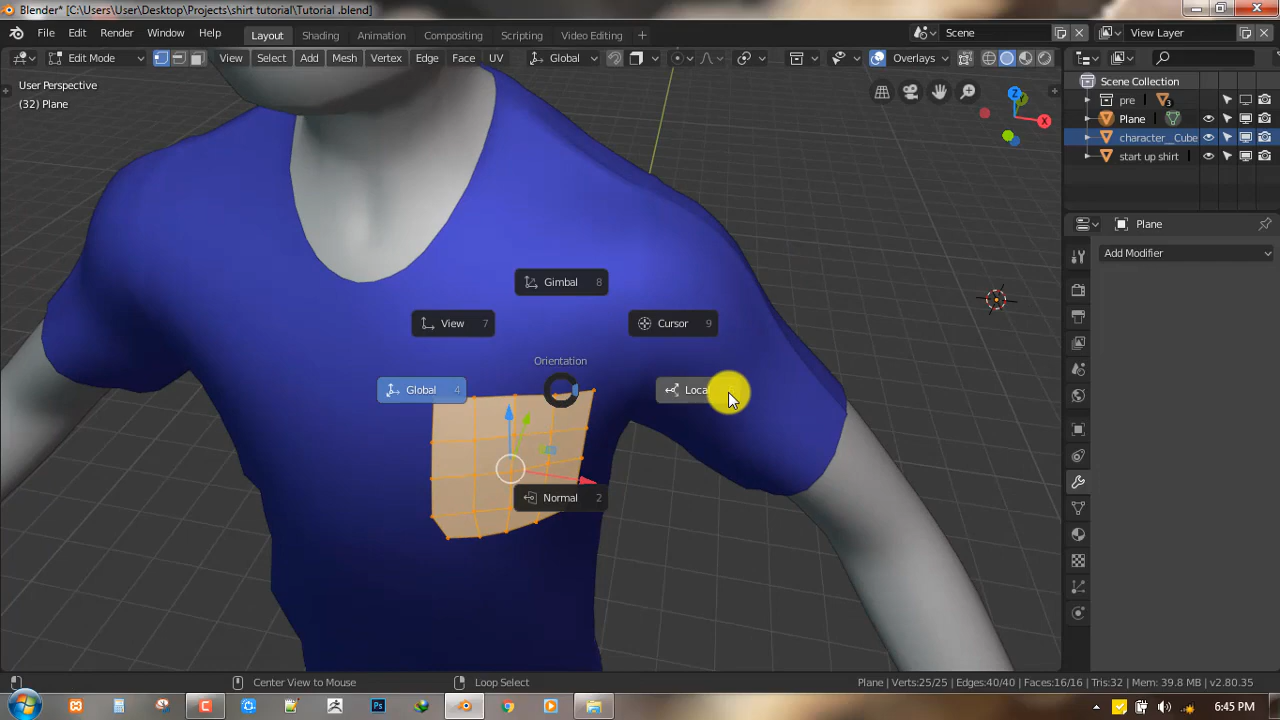 Blender* [C:\Users\User\Desktop\Projects\shirt tutorial\Tutorial .blend]
File Edit Render Window Help Layout Shading Animation Compositing Scripting Video Editing Scene View Layer
Edit Mode View Select Add Mesh Vertex Edge Face UV Global Overlays
User Perspective
(32) Plane
Z
X
Scene Collection
pre 3
Plane
character__Cube
start up shirt
Plane
Add Modifier
Gimbal 8
View 7
Cursor 9
Orientation
Global 4
Local
Normal 2
Center View to Mouse Loop Select Plane | Verts:25/25 | Edges:40/40 | Faces:16/16 | Tris:32 | Mem: 39.8 MB | v2.80.35
Ps
6:45 PM